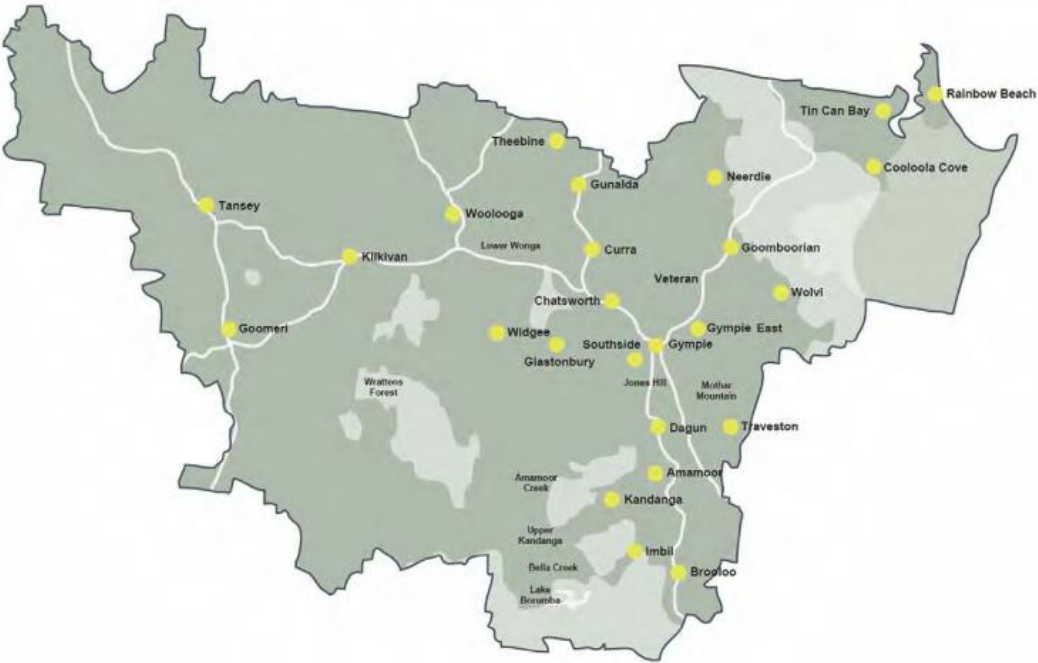 Rainbow Beach
Tin Can Bay
Theebine
Cooloola Cove
Neerdie
Gunalda
Tansey
Woolooga
Lower Wonga
Curra
Goomboorian
Kilkivan
Veteran
Wolvi
Chatsworth
Goomeri
Widgee
Gympie East
Southside
Gympie
Glastonbury
Jones Hill
Wrattens
Forest
Mothar
Mountain
Dagun
Traveston
Amamoor
Amamoor
Creek
Kandanga
Upper
Kandanga
Imbil
Bella Creek
Brooloo
Lake
Borumba